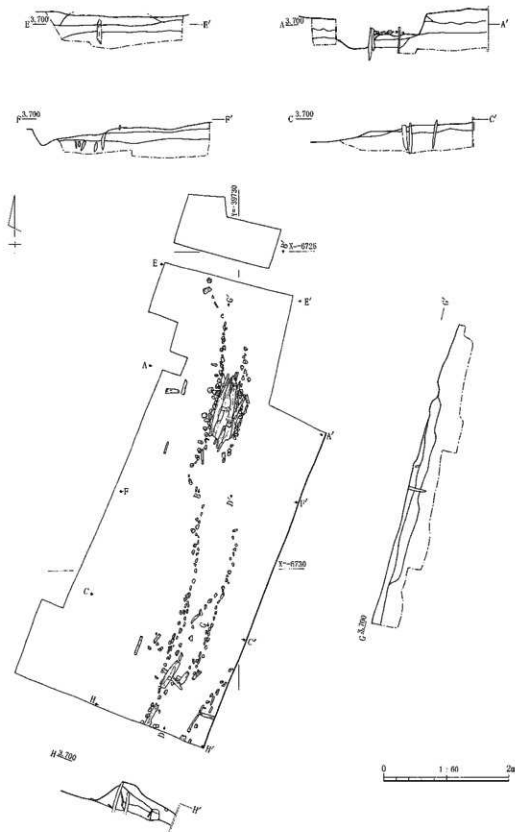 E 3.700 E'
A 3.700 A'
F 3.700 F'
C 3.700 C'
Y=-39730
X=-6725
E
E'
G'
G'
A
A'
F
F'
D'
X=-6730
C
C'
G
G 3.700
H
D
H'
H 3.700
H'
0 1:60 2m